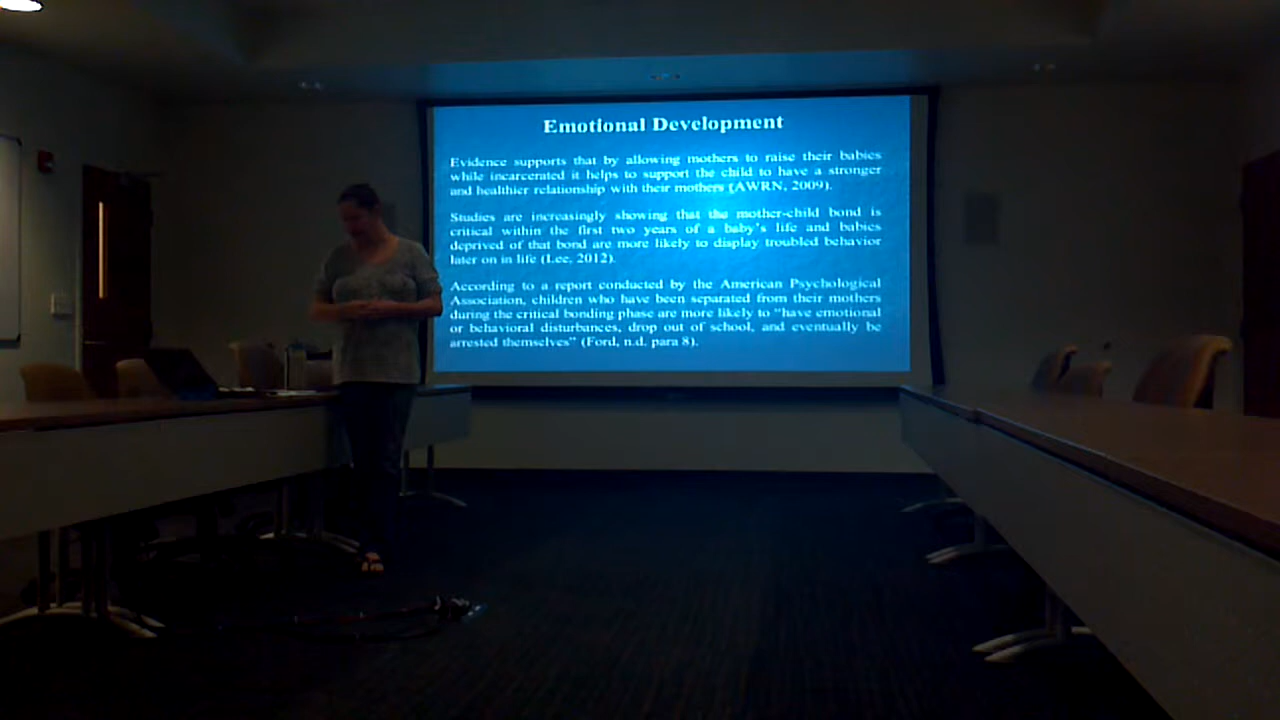 Emotional Development
Evidence supports that by allowing mothers to raise their babies
while incarcerated it helps to support the child to have a stronger
and healthier relationship with their mothers (AWRN, 2009).
Studies are increasingly showing that the mother-child bond is
critical within the first two years of a baby's life and babies
deprived of that bond are more likely to display troubled behavior
later on in life (Lee, 2012).
According to a report conducted by the American Psychological
Association, children who have been separated from their mothers
during the critical bonding phase are more likely to "have emotional
or behavioral disturbances, drop out of school, and eventually be
arrested themselves" (Ford, n.d. para 8).